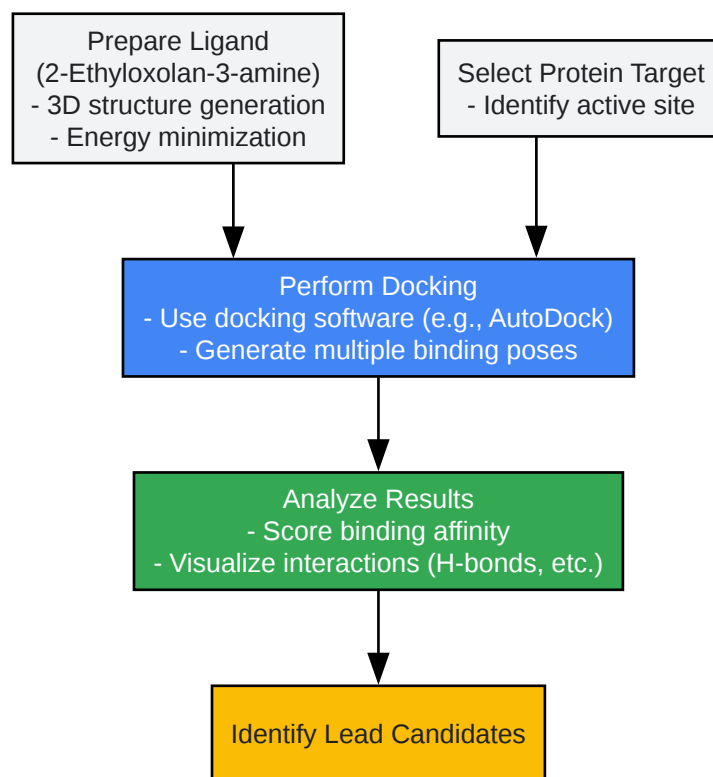 Prepare Ligand
(2-Ethyloxolan-3-amine)
- 3D structure generation
- Energy minimization
Select Protein Target
- Identify active site
Perform Docking
- Use docking software (e.g., AutoDock)
- Generate multiple binding poses
Analyze Results
- Score binding affinity
- Visualize interactions (H-bonds, etc.)
Identify Lead Candidates